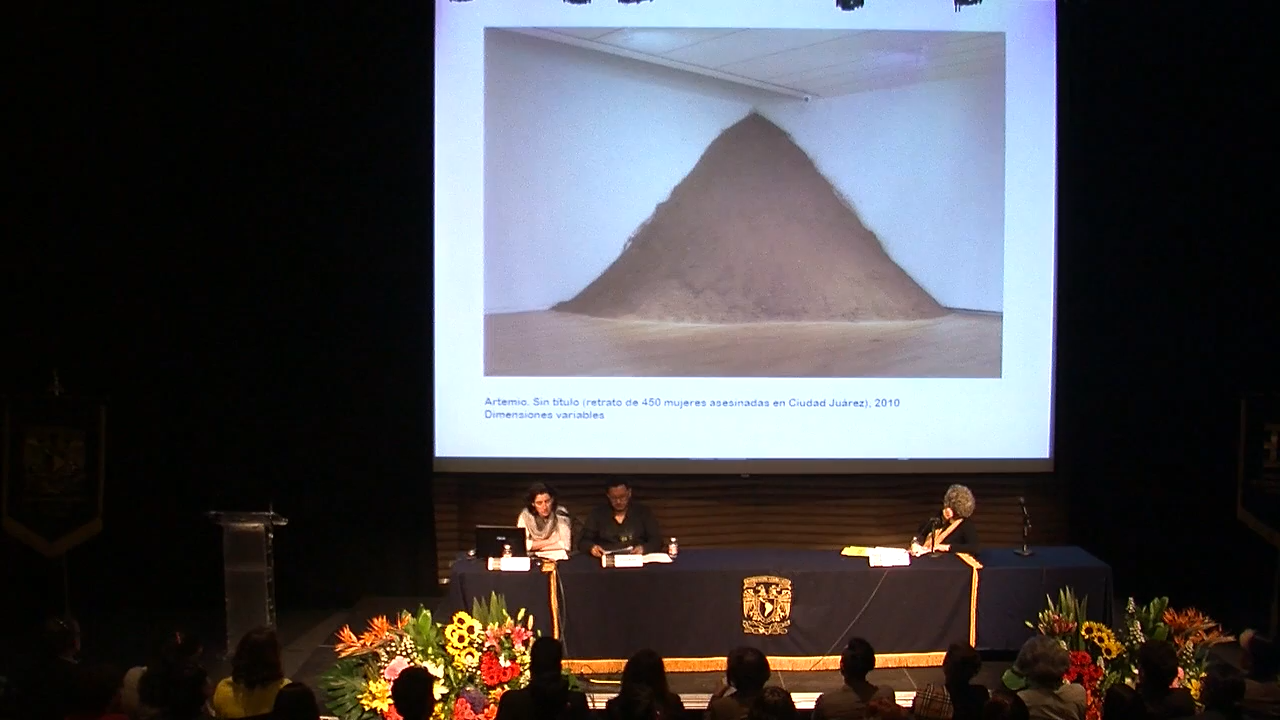 Artemio. Sin título (retrato de 450 mujeres asesinadas en Ciudad Juárez), 2010
Dimensiones variables